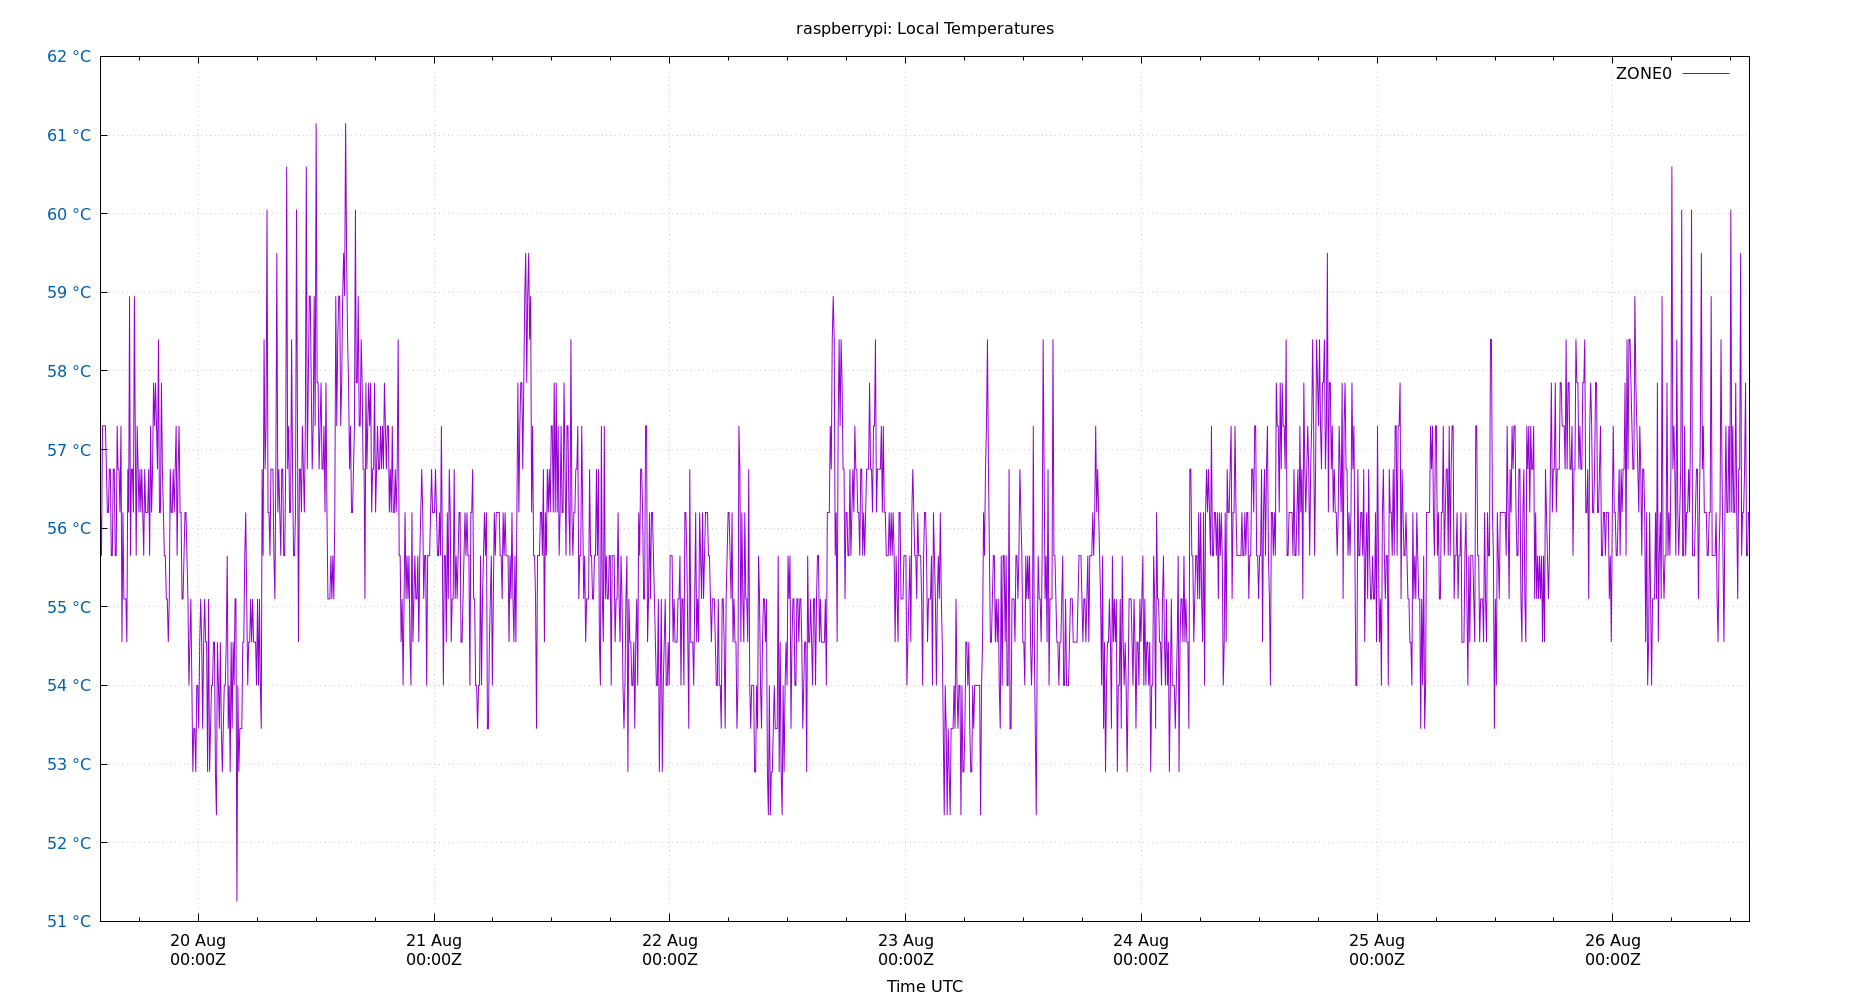 raspberrypi: Local Temperatures
62 °C
ZONE0
61 °C
60 °C
59 °C
58 °C
57 °C
56 °C
55 °C
54 °C
53 °C
52 °C
51 °C
20 Aug 21 Aug 22 Aug 23 Aug 24 Aug 25 Aug 26 Aug
00:00Z 00:00Z 00:00Z 00:00Z 00:00Z 00:00Z 00:00Z
Time UTC